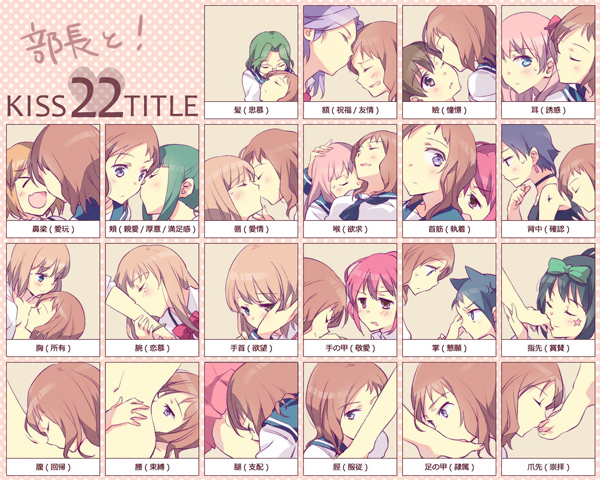 部長と!
KISS 22 TITLE
髪(思慕)
額(祝福/友情)
瞼(憧憬)
耳(誘惑)
鼻梁(愛玩)
頬(親愛/厚意/満足感)
唇(愛情)
喉(欲求)
首筋(執着)
背中(確認)
胸(所有)
腕(恋慕)
手首(欲望)
手の甲(敬愛)
掌(懇願)
指先(賞賛)
腹(回帰)
腰(束縛)
腿(支配)
脛(服従)
足の甲(隷属)
爪先(崇拝)